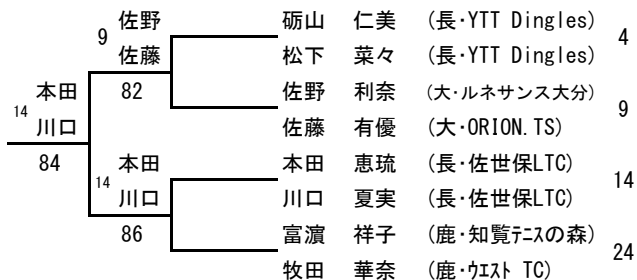 9 佐野 砺山 仁美 (長・YTT Dingles) 4
佐藤 松下 菜々 (長・YTT Dingles)
本田 82 佐野 利奈 (大・ルネサンス大分) 9
14 川口 佐藤 有優 (大・ORION.TS)
84 本田 本田 恵琉 (長・佐世保LTC) 14
14 川口 川口 夏実 (長・佐世保LTC)
86 富濵 祥子 (鹿・知覧テニスの森) 24
牧田 華奈 (鹿・ウエスト TC)